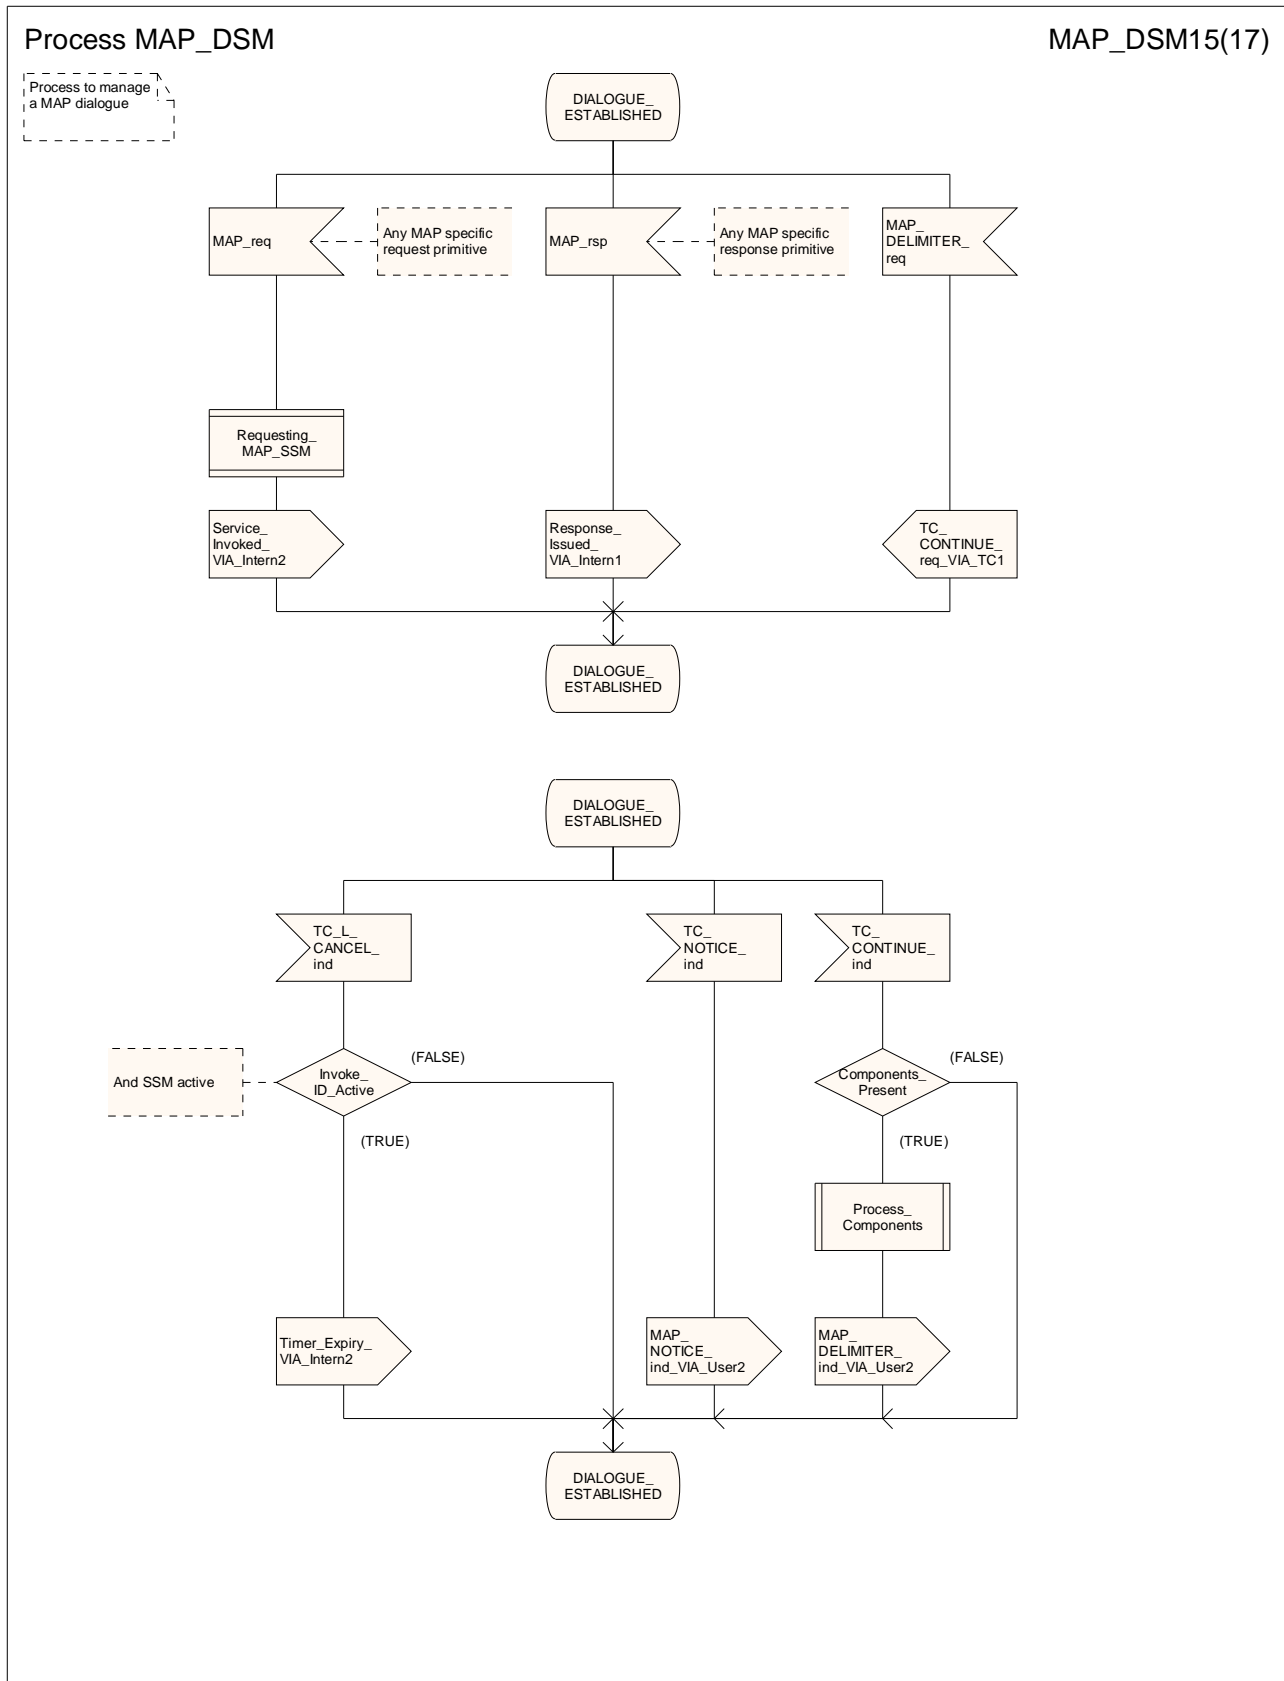 Process MAP_DSM
MAP_DSM15(17)
Process to manage
a MAP dialogue
DIALOGUE_
ESTABLISHED
MAP_req
Any MAP specific
request primitive
MAP_rsp
Any MAP specific
response primitive
MAP_
DELIMITER_
req
Requesting_
MAP_SSM
Service_
Invoked_
VIA_Intern2
Response_
Issued_
VIA_Intern1
TC_
CONTINUE_
req_VIA_TC1
DIALOGUE_
ESTABLISHED
DIALOGUE_
ESTABLISHED
TC_L_
CANCEL_
ind
TC_
NOTICE_
ind
TC_
CONTINUE_
ind
And SSM active
Invoke_
ID_Active
(FALSE)
(TRUE)
Components_
Present
(FALSE)
(TRUE)
Process_
Components
Timer_Expiry_
VIA_Intern2
MAP_
NOTICE_
ind_VIA_User2
MAP_
DELIMITER_
ind_VIA_User2
DIALOGUE_
ESTABLISHED